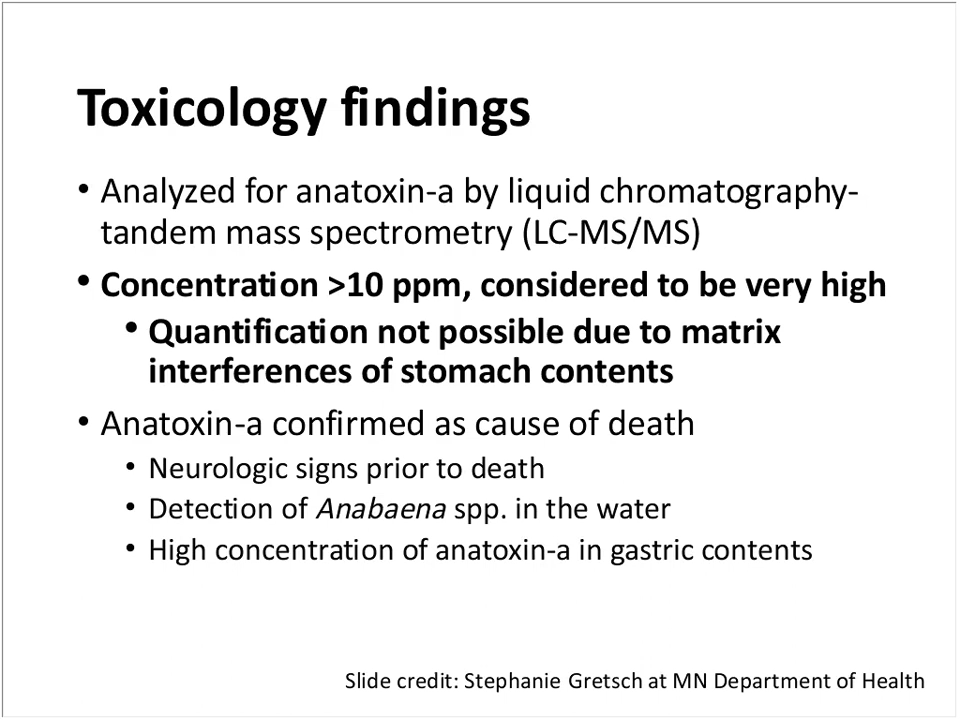 Toxicology findings
• Analyzed for anatoxin-a by liquid chromatography-
tandem mass spectrometry (LC-MS/MS)
• Concentration >10 ppm, considered to be very high
• Quantification not possible due to matrix
interferences of stomach contents
• Anatoxin-a confirmed as cause of death
• Neurologic signs prior to death
• Detection of Anabaena spp. in the water
• High concentration of anatoxin-a in gastric contents
Slide credit: Stephanie Gretsch at MN Department of Health